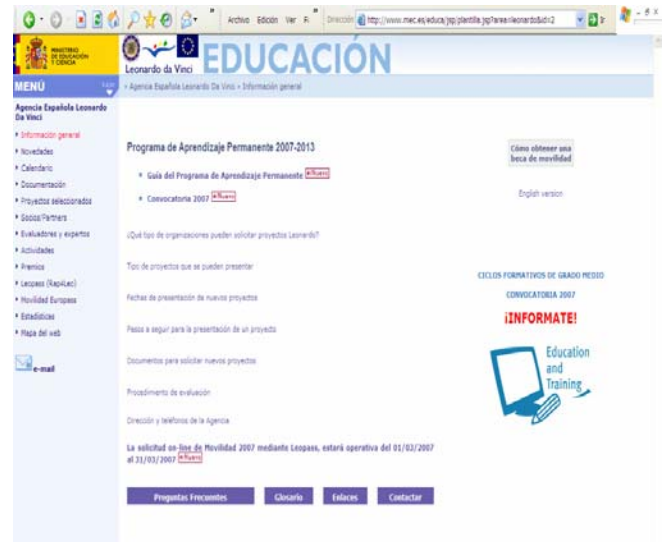 Archivo Edición Ver
Dirección http://www.mec.es/educa/jsp/plantilla.jsp?area=leonardo&id=2
MINISTERIO
DE EDUCACIÓN
Y CIENCIA
Leonardo da Vinci
EDUCACIÓN
MENÚ
Agencia Española Leonardo Da Vinci > Información general
Agencia Española Leonardo
Da Vinci
Información general
Novedades
Calendario
Documentación
Proyectos seleccionados
Socios/Partners
Evaluadores y expertos
Actividades
Premios
Leopass (Rap4Leo)
Movilidad Europass
Estadísticas
Mapa del web
e-mail
Programa de Aprendizaje Permanente 2007-2013
Guía del Programa de Aprendizaje Permanente Nuevo
Convocatoria 2007 Nuevo
¿Qué tipo de organizaciones pueden solicitar proyectos Leonardo?
Tipo de proyectos que se pueden presentar
Fechas de presentación de nuevos proyectos
Pasos a seguir para la presentación de un proyecto
Documentos para solicitar nuevos proyectos
Procedimiento de evaluación
Dirección y teléfonos de la Agencia
La solicitud on-line de Movilidad 2007 mediante Leopass, estará operativa del 01/03/2007
al 31/03/2007 Nuevo
Preguntas Frecuentes Glosario Enlaces Contactar
Cómo obtener una
beca de movilidad
English version
CICLOS FORMATIVOS DE GRADO MEDIO
CONVOCATORIA 2007
¡INFORMATE!
Education
and
Training